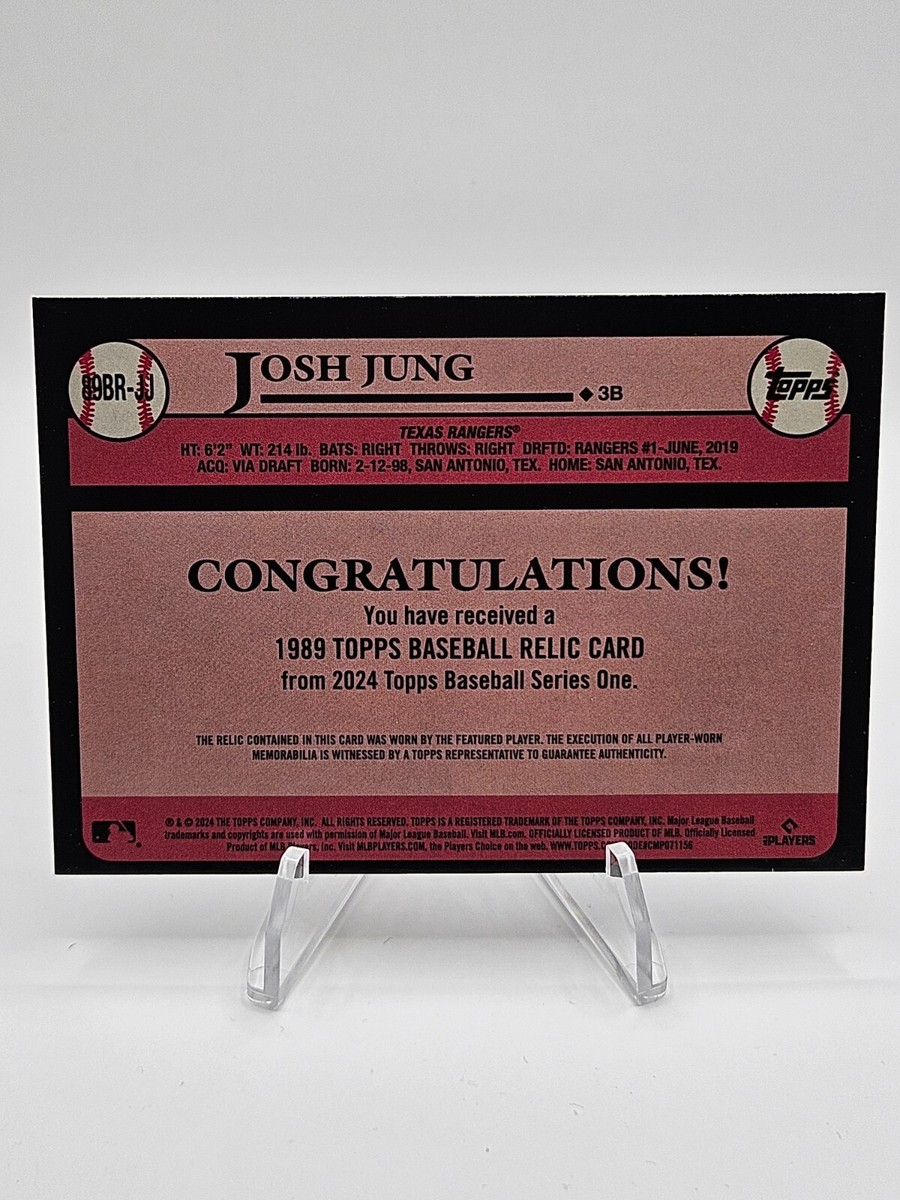 89BR-JJ
JOSH JUNG
3B
topps
TEXAS RANGERS®
HT: 6'2" WT: 214 lb. BATS: RIGHT THROWS: RIGHT DRFTD: RANGERS #1-JUNE, 2019
ACQ: VIA DRAFT BORN: 2-12-98, SAN ANTONIO, TEX. HOME: SAN ANTONIO, TEX.
CONGRATULATIONS!
You have received a
1989 TOPPS BASEBALL RELIC CARD
from 2024 Topps Baseball Series One.
THE RELIC CONTAINED IN THIS CARD WAS WORN BY THE FEATURED PLAYER. THE EXECUTION OF ALL PLAYER-WORN
MEMORABILIA IS WITNESSED BY A TOPPS REPRESENTATIVE TO GUARANTEE AUTHENTICITY.
® & © 2024 THE TOPPS COMPANY, INC. ALL RIGHTS RESERVED. TOPPS IS A REGISTERED TRADEMARK OF THE TOPPS COMPANY, INC. Major League Baseball
trademarks and copyrights are used with permission of Major League Baseball. Visit MLB.com. OFFICIALLY LICENSED PRODUCT OF MLB. Officially Licensed
Product of MLB Players, Inc. Visit MLBPLAYERS.COM, the Players Choice on the web. CMP071156
PLAYERS